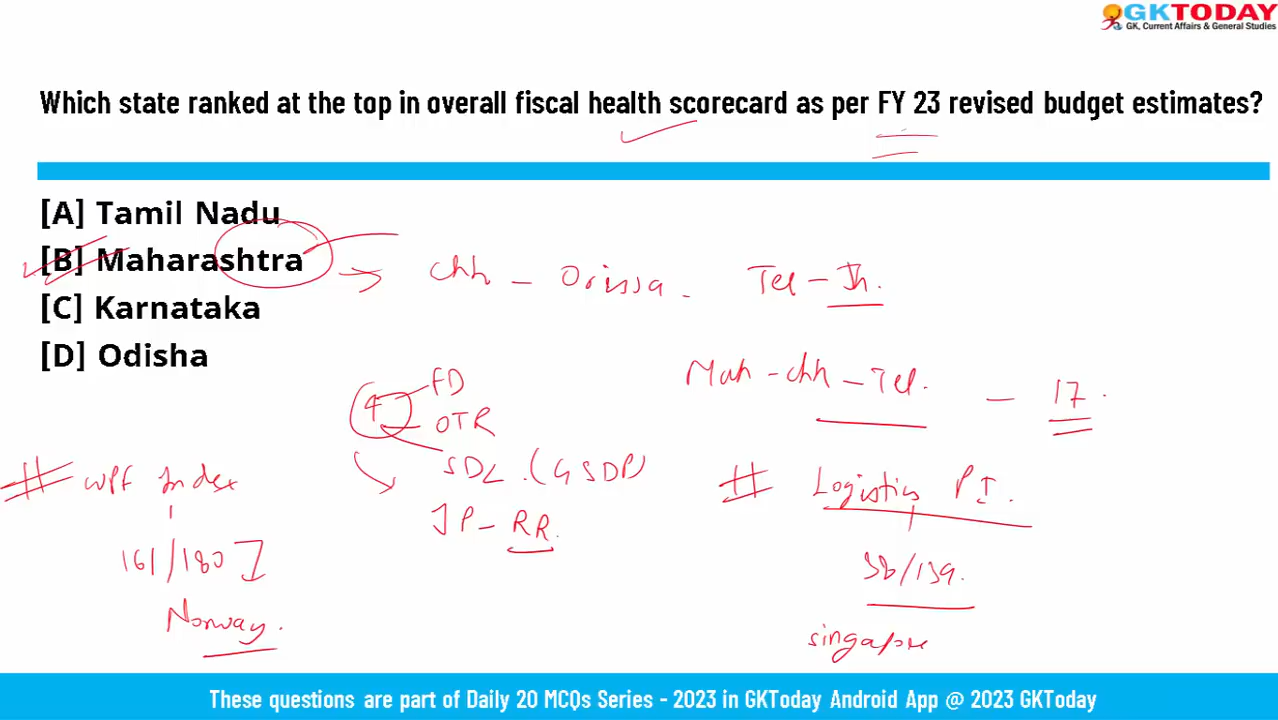 GKTODAY
GK, Current Affairs & General Studies
Which state ranked at the top in overall fiscal health scorecard as per FY 23 revised budget estimates?
[A] Tamil Nadu
[B] Maharashtra
[C] Karnataka
[D] Odisha
Chh - Orissa. Tel - Jh.
Mah - Chh - Tel. - 17.
4 FD
OTR
SDL. (GSDP)
IP - RR.
# WPF Index
161/180 I
Norway.
# Logistics PI.
38/139.
Singapore
These questions are part of Daily 20 MCQs Series - 2023 in GKToday Android App @ 2023 GKToday